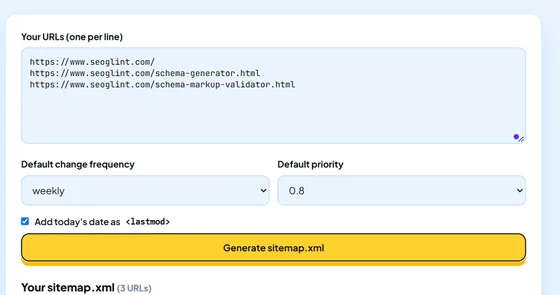 Your URLs (one per line)
https://www.seoglint.com/
https://www.seoglint.com/schema-generator.html
https://www.seoglint.com/schema-markup-validator.html
Default change frequency
Default priority
weekly
0.8
Add today's date as <lastmod>
Generate sitemap.xml
Your sitemap.xml (3 URLs)